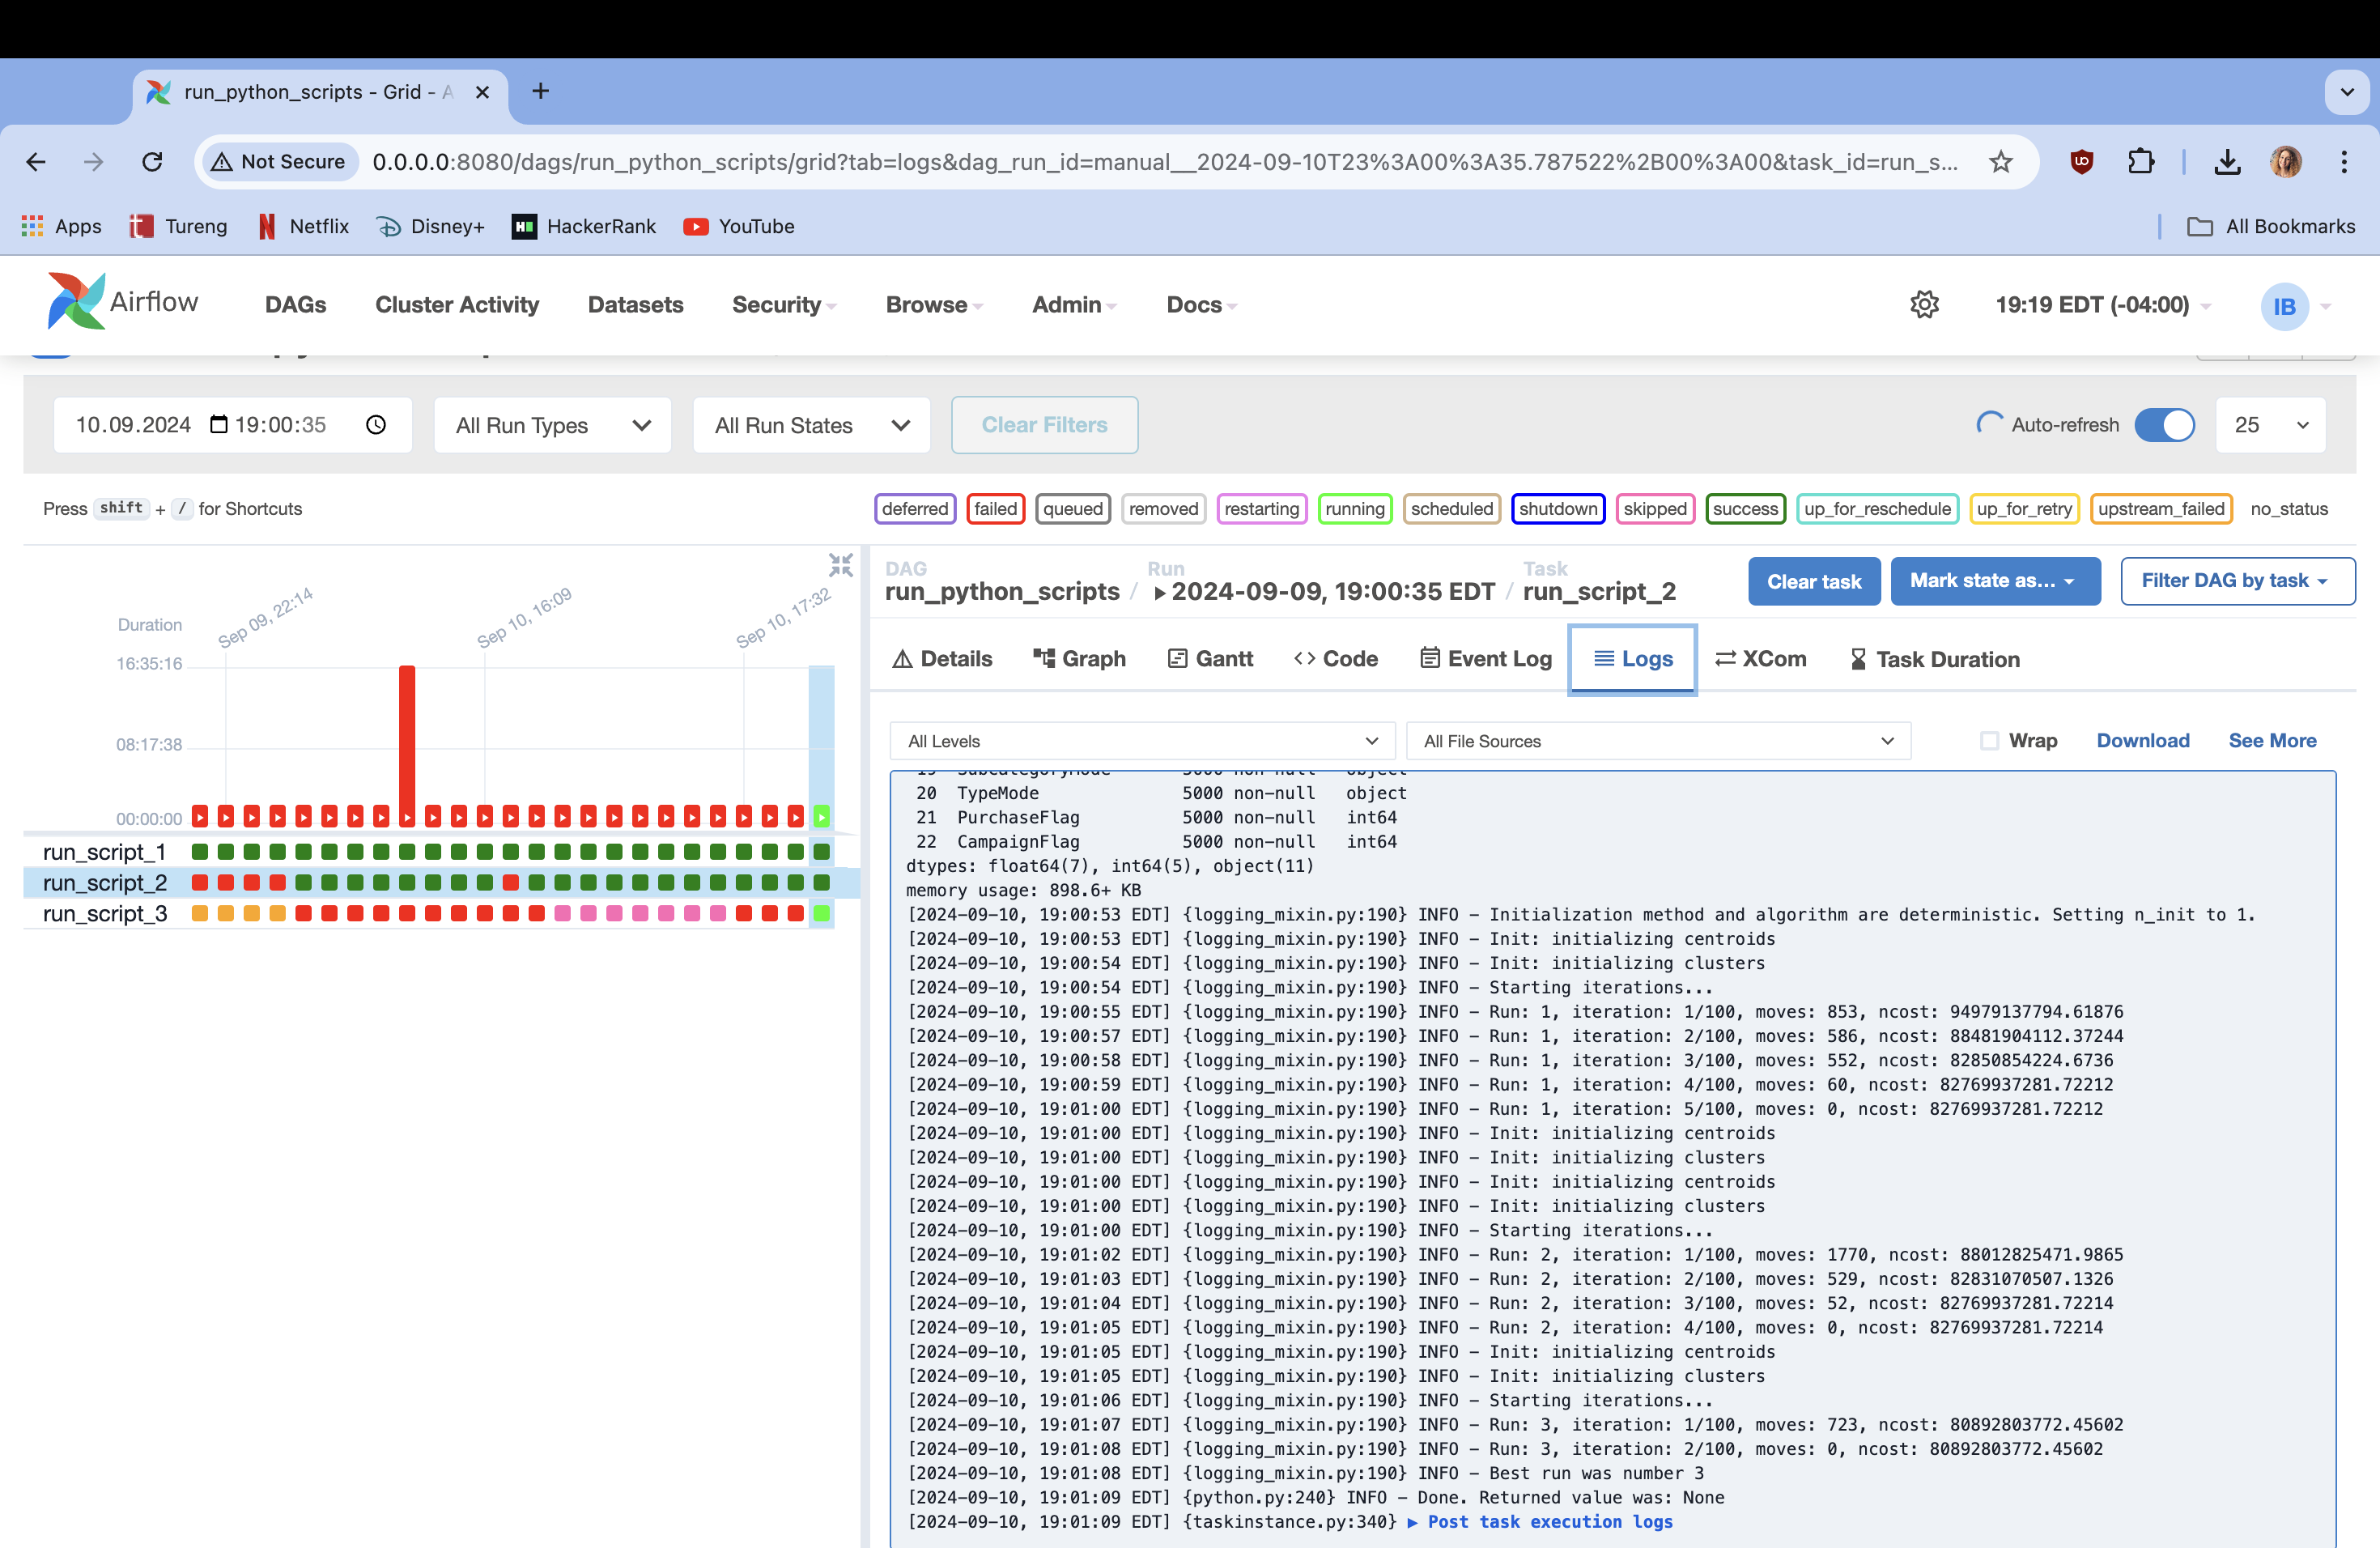 run_python_scripts - Grid - A
Not Secure
0.0.0.0:8080/dags/run_python_scripts/grid?tab=logs&dag_run_id=manual__2024-09-10T23%3A00%3A35.787522%2B00%3A00&task_id=run_s...
Apps
Tureng
Netflix
Disney+
HackerRank
YouTube
All Bookmarks
Airflow
DAGs
Cluster Activity
Datasets
Security
Browse
Admin
Docs
19:19 EDT (-04:00)
IB
10.09.2024 19:00:35
All Run Types
All Run States
Clear Filters
Auto-refresh
25
Press shift + / for Shortcuts
deferred
failed
queued
removed
restarting
running
scheduled
shutdown
skipped
success
up_for_reschedule
up_for_retry
upstream_failed
no_status
Duration
Sep 09, 22:14
Sep 10, 16:09
Sep 10, 17:32
16:35:16
08:17:38
00:00:00
run_script_1
run_script_2
run_script_3
DAG
run_python_scripts
/
Run
2024-09-09, 19:00:35 EDT
/
Task
run_script_2
Clear task
Mark state as...
Filter DAG by task
Details
Graph
Gantt
<> Code
Event Log
Logs
XCom
Task Duration
All Levels
All File Sources
Wrap
Download
See More
19 SubcategoryMode 5000 non-null object
20 TypeMode 5000 non-null object
21 PurchaseFlag 5000 non-null int64
22 CampaignFlag 5000 non-null int64
dtypes: float64(7), int64(5), object(11)
memory usage: 898.6+ KB
[2024-09-10, 19:00:53 EDT] {logging_mixin.py:190} INFO - Initialization method and algorithm are deterministic. Setting n_init to 1.
[2024-09-10, 19:00:53 EDT] {logging_mixin.py:190} INFO - Init: initializing centroids
[2024-09-10, 19:00:54 EDT] {logging_mixin.py:190} INFO - Init: initializing clusters
[2024-09-10, 19:00:54 EDT] {logging_mixin.py:190} INFO - Starting iterations...
[2024-09-10, 19:00:55 EDT] {logging_mixin.py:190} INFO - Run: 1, iteration: 1/100, moves: 853, ncost: 94979137794.61876
[2024-09-10, 19:00:57 EDT] {logging_mixin.py:190} INFO - Run: 1, iteration: 2/100, moves: 586, ncost: 88481904112.37244
[2024-09-10, 19:00:58 EDT] {logging_mixin.py:190} INFO - Run: 1, iteration: 3/100, moves: 552, ncost: 82850854224.6736
[2024-09-10, 19:00:59 EDT] {logging_mixin.py:190} INFO - Run: 1, iteration: 4/100, moves: 60, ncost: 82769937281.72212
[2024-09-10, 19:01:00 EDT] {logging_mixin.py:190} INFO - Run: 1, iteration: 5/100, moves: 0, ncost: 82769937281.72212
[2024-09-10, 19:01:00 EDT] {logging_mixin.py:190} INFO - Init: initializing centroids
[2024-09-10, 19:01:00 EDT] {logging_mixin.py:190} INFO - Init: initializing clusters
[2024-09-10, 19:01:00 EDT] {logging_mixin.py:190} INFO - Init: initializing centroids
[2024-09-10, 19:01:00 EDT] {logging_mixin.py:190} INFO - Init: initializing clusters
[2024-09-10, 19:01:00 EDT] {logging_mixin.py:190} INFO - Starting iterations...
[2024-09-10, 19:01:02 EDT] {logging_mixin.py:190} INFO - Run: 2, iteration: 1/100, moves: 1770, ncost: 88012825471.9865
[2024-09-10, 19:01:03 EDT] {logging_mixin.py:190} INFO - Run: 2, iteration: 2/100, moves: 529, ncost: 82831070507.1326
[2024-09-10, 19:01:04 EDT] {logging_mixin.py:190} INFO - Run: 2, iteration: 3/100, moves: 52, ncost: 82769937281.72214
[2024-09-10, 19:01:05 EDT] {logging_mixin.py:190} INFO - Run: 2, iteration: 4/100, moves: 0, ncost: 82769937281.72214
[2024-09-10, 19:01:05 EDT] {logging_mixin.py:190} INFO - Init: initializing centroids
[2024-09-10, 19:01:05 EDT] {logging_mixin.py:190} INFO - Init: initializing clusters
[2024-09-10, 19:01:06 EDT] {logging_mixin.py:190} INFO - Starting iterations...
[2024-09-10, 19:01:07 EDT] {logging_mixin.py:190} INFO - Run: 3, iteration: 1/100, moves: 723, ncost: 80892803772.45602
[2024-09-10, 19:01:08 EDT] {logging_mixin.py:190} INFO - Run: 3, iteration: 2/100, moves: 0, ncost: 80892803772.45602
[2024-09-10, 19:01:08 EDT] {logging_mixin.py:190} INFO - Best run was number 3
[2024-09-10, 19:01:09 EDT] {python.py:240} INFO - Done. Returned value was: None
[2024-09-10, 19:01:09 EDT] {taskinstance.py:340} ▶ Post task execution logs